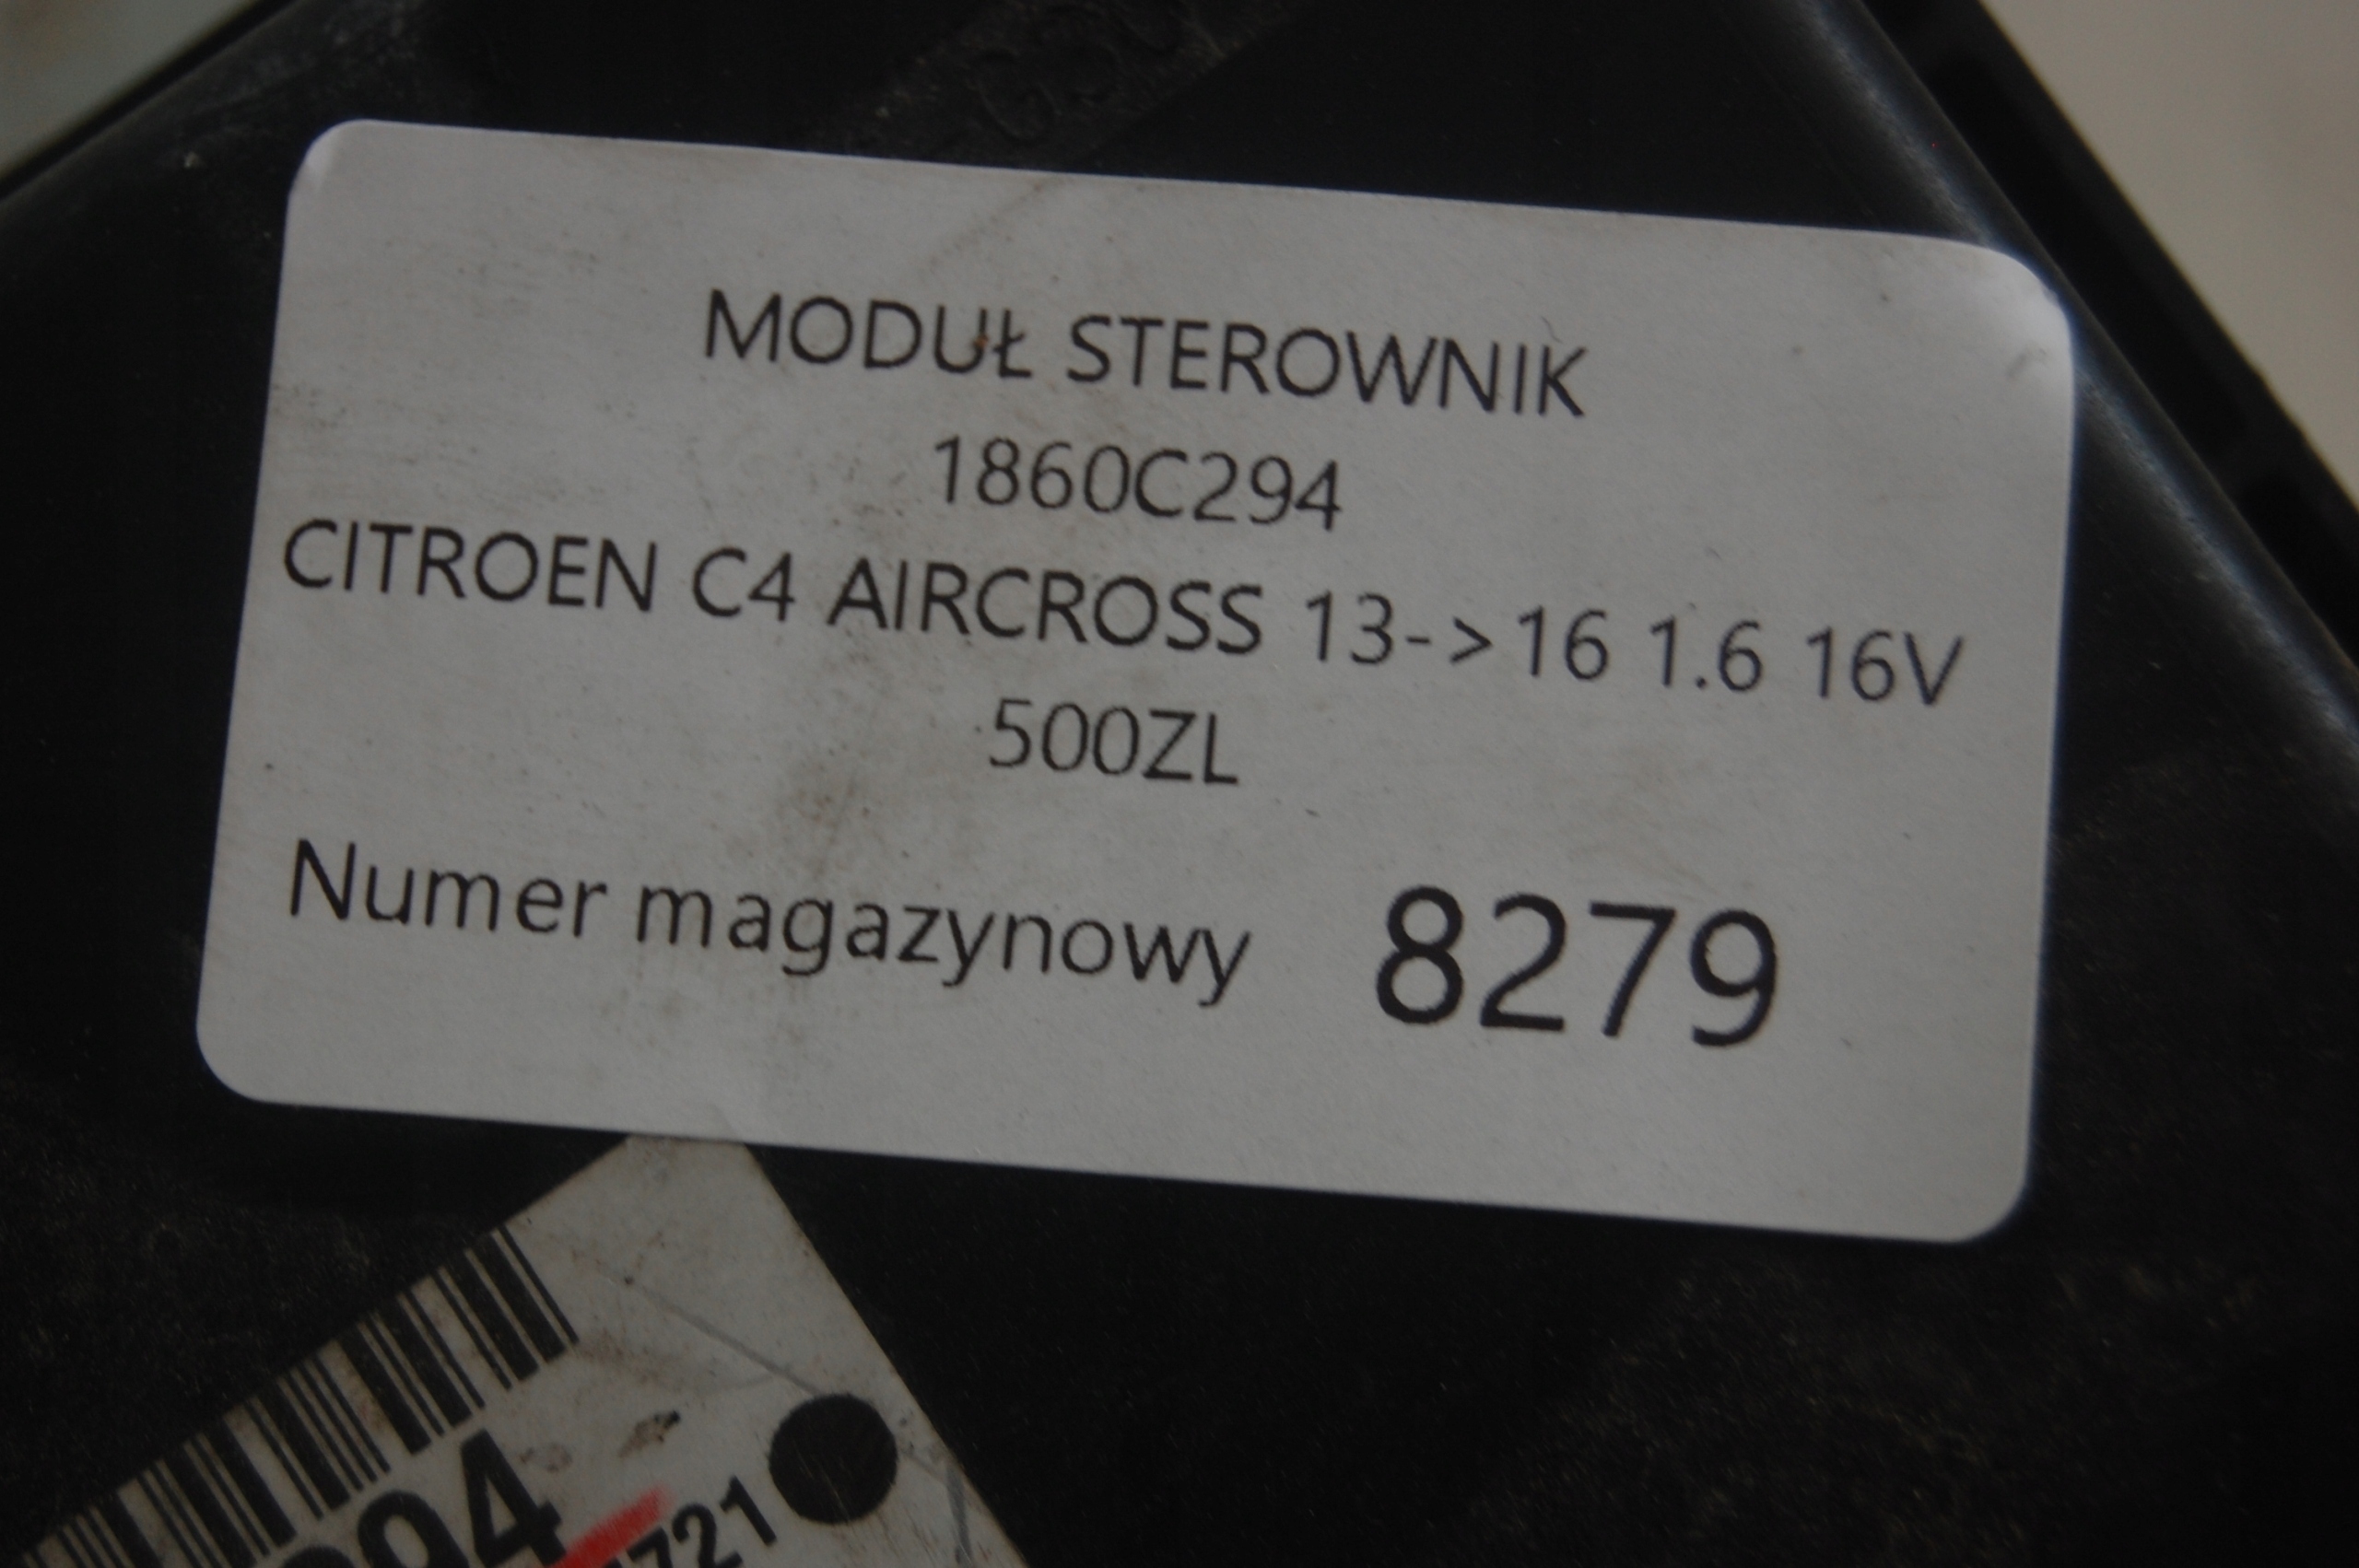 MODUŁ STEROWNIK
1860C294
CITROEN C4 AIRCROSS 13->16 1.6 16V
500ZL
Numer magazynowy 8279